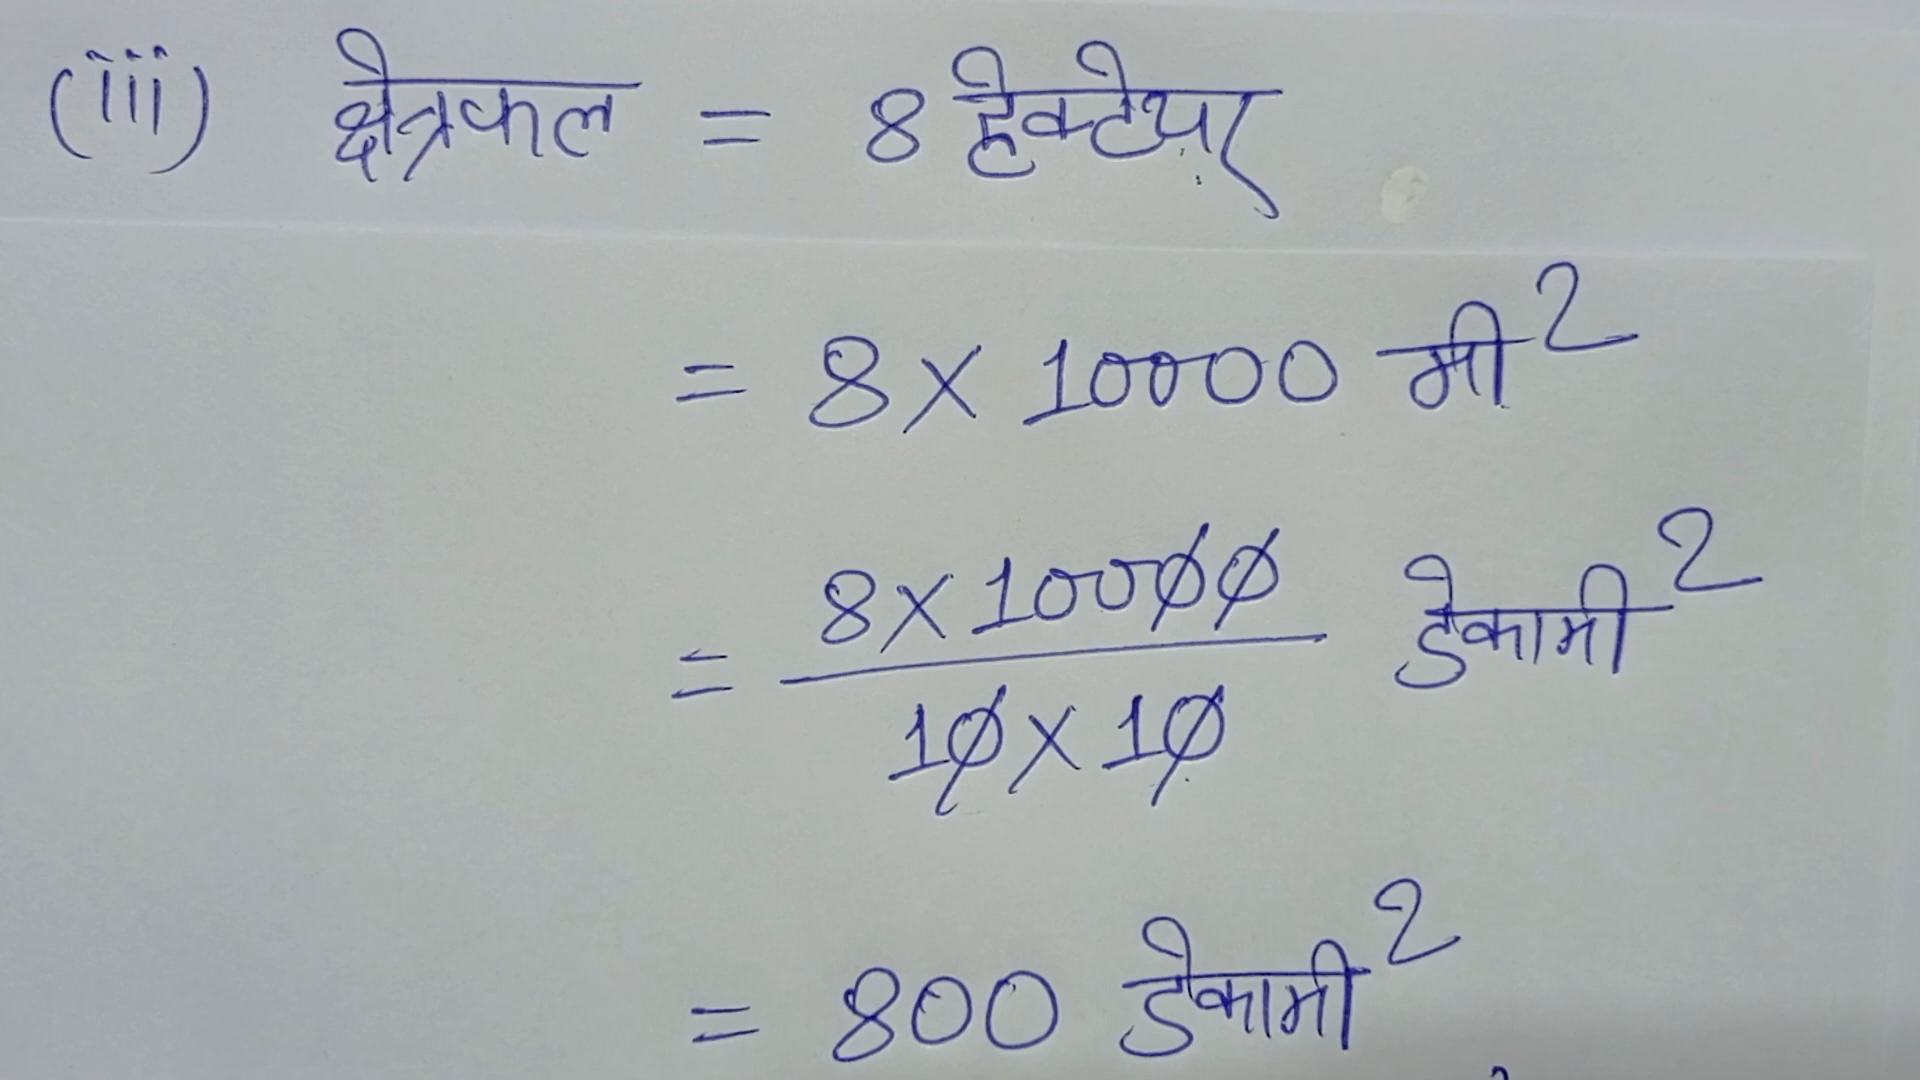 (iii) क्षेत्रफल = 8 हेक्टेयर
= 8 × 10000 मी²
= 8 × 10000 / 10 × 10 डेकामी²
= 800 डेकामी²